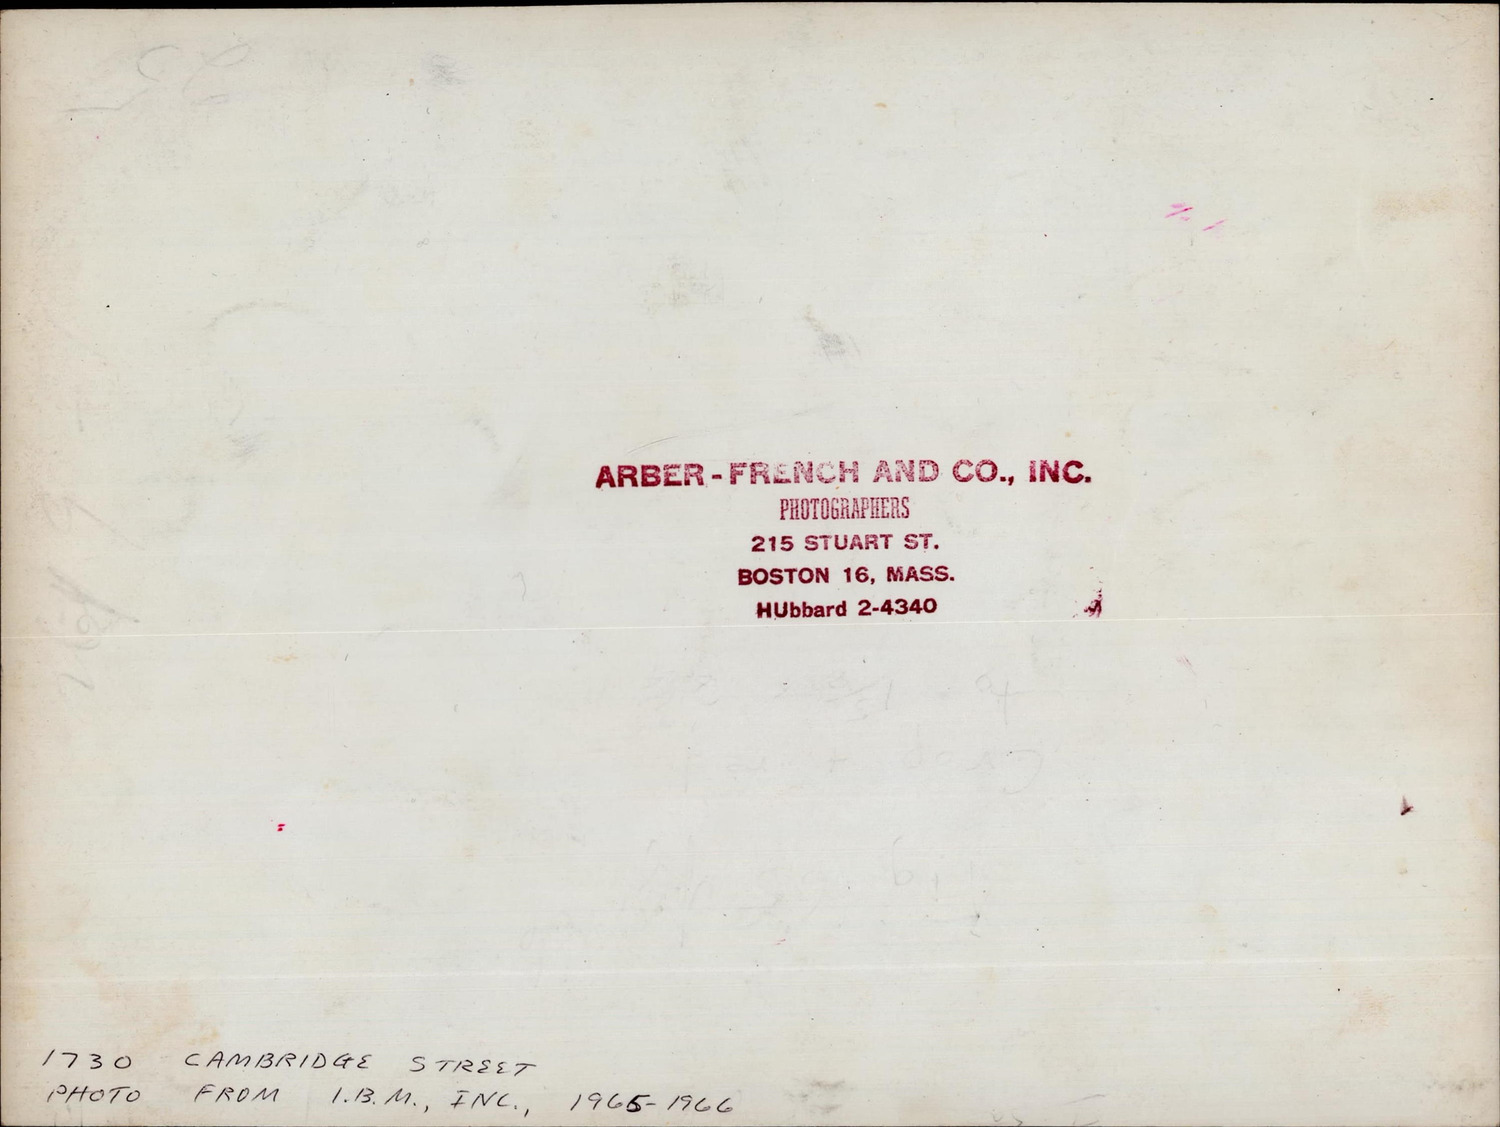 ARBER-FRENCH AND CO., INC.
PHOTOGRAPHERS
215 STUART ST.
BOSTON 16, MASS.
HUbbard 2-4340
1730 CAMBRIDGE STREET
PHOTO FROM I.B.M., INC., 1965-1966